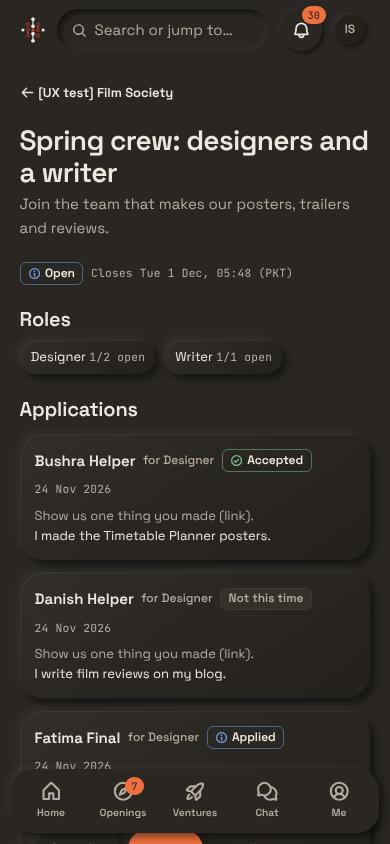 Search or jump to...
30
IS
← [UX test] Film Society
Spring crew: designers and
a writer
Join the team that makes our posters, trailers
and reviews.
Open Closes Tue 1 Dec, 05:48 (PKT)
Roles
Designer 1/2 open Writer 1/1 open
Applications
Bushra Helper for Designer Accepted
24 Nov 2026
Show us one thing you made (link).
I made the Timetable Planner posters.
Danish Helper for Designer Not this time
24 Nov 2026
Show us one thing you made (link).
I write film reviews on my blog.
Fatima Final for Designer Applied
24 Nov 2026
7
Home Openings Ventures Chat Me